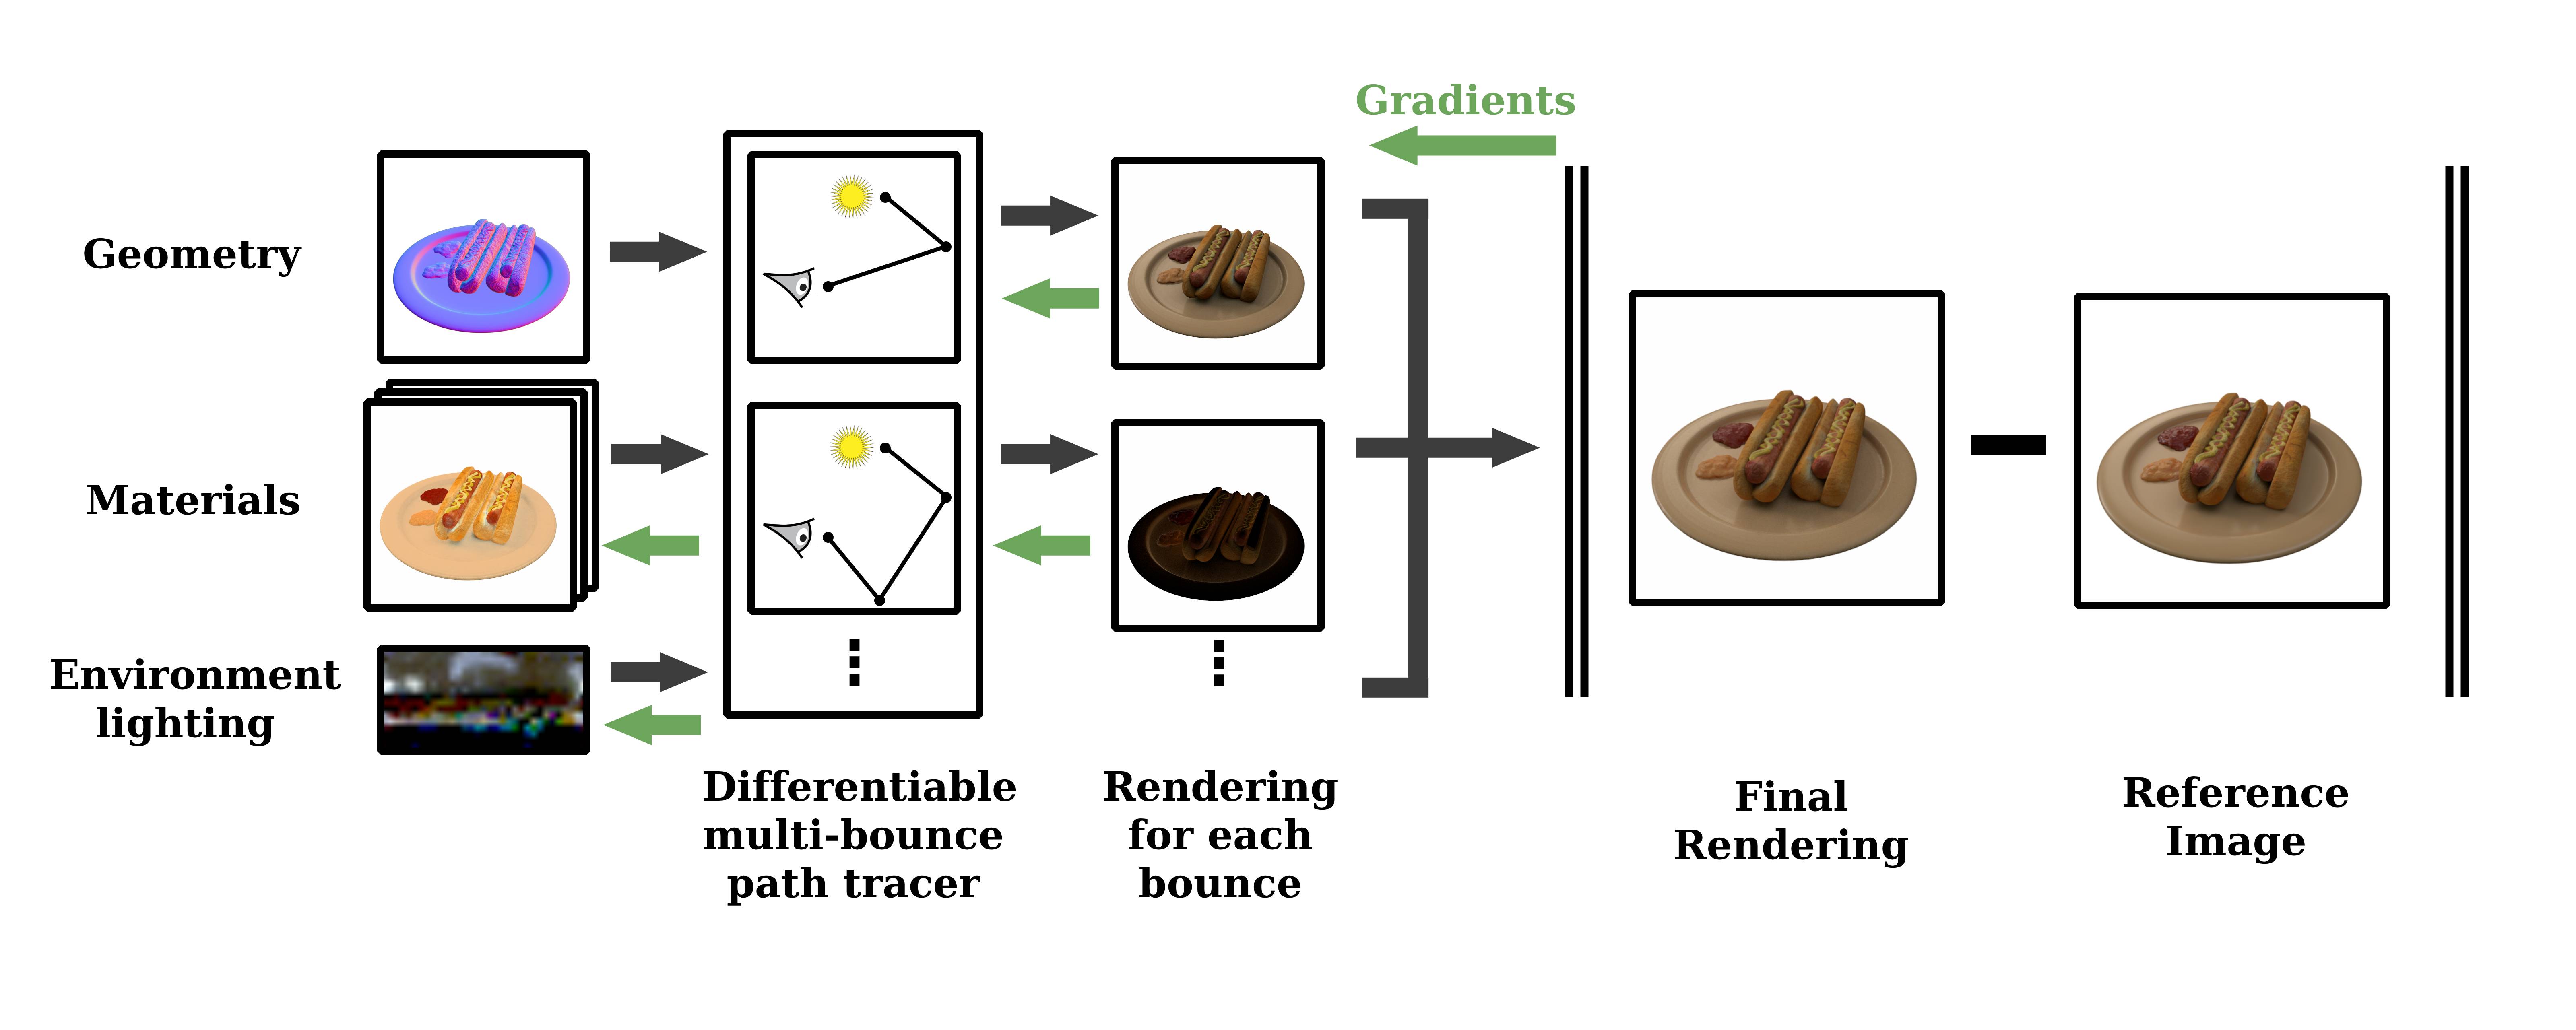 Gradients
Geometry
Materials
Environment
lighting
Differentiable
multi-bounce
path tracer
Rendering
for each
bounce
Final
Rendering
Reference
Image